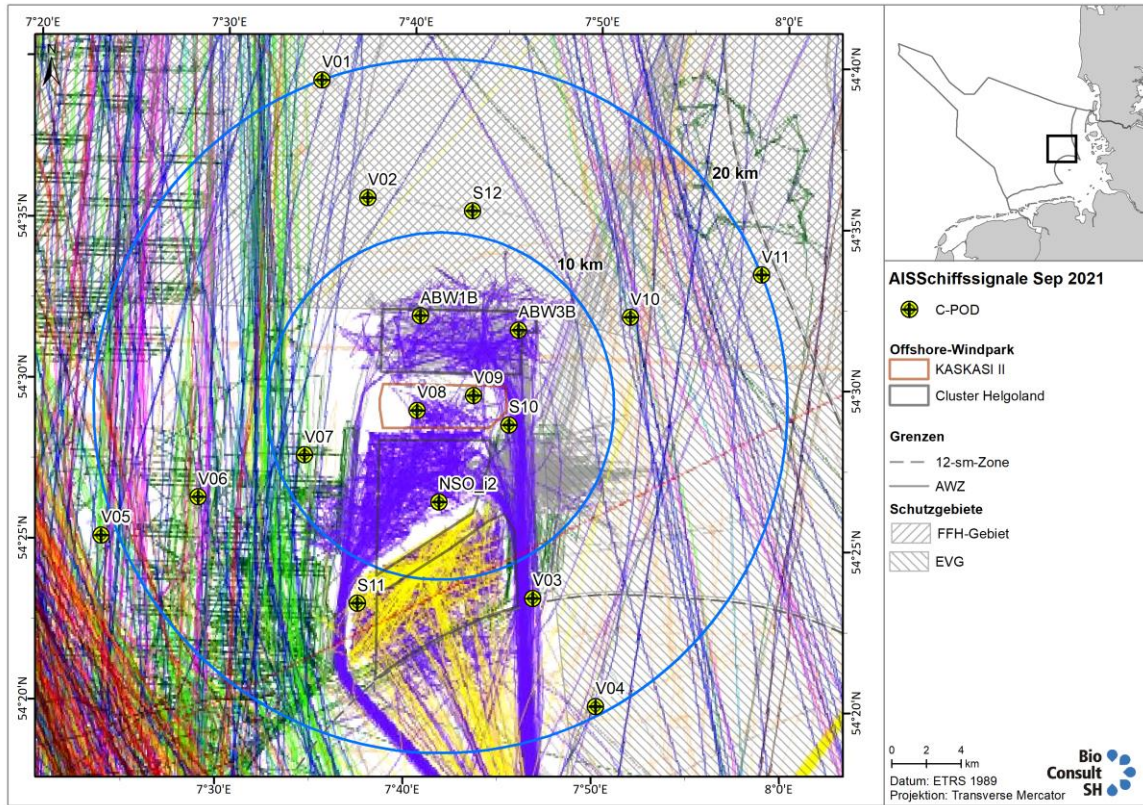 7°20'E
7°30'E
7°40'E
7°50'E
8°0'E
N
54°40'N
54°35'N
54°30'N
54°25'N
54°20'N
V01
V02
S12
20 km
10 km
V11
ABW1B
ABW3B
V10
V09
V08
S10
V07
NSO_i2
V06
V05
S11
V03
V04
54°40'N
54°35'N
54°30'N
54°25'N
54°20'N
7°30'E
7°40'E
7°50'E
8°0'E
AISSchiffssignale Sep 2021
C-POD
Offshore-Windpark
KASKASI II
Cluster Helgoland
Grenzen
12-sm-Zone
AWZ
Schutzgebiete
FFH-Gebiet
EVG
0 2 4
km
Datum: ETRS 1989
Projektion: Transverse Mercator
Bio
Consult
SH